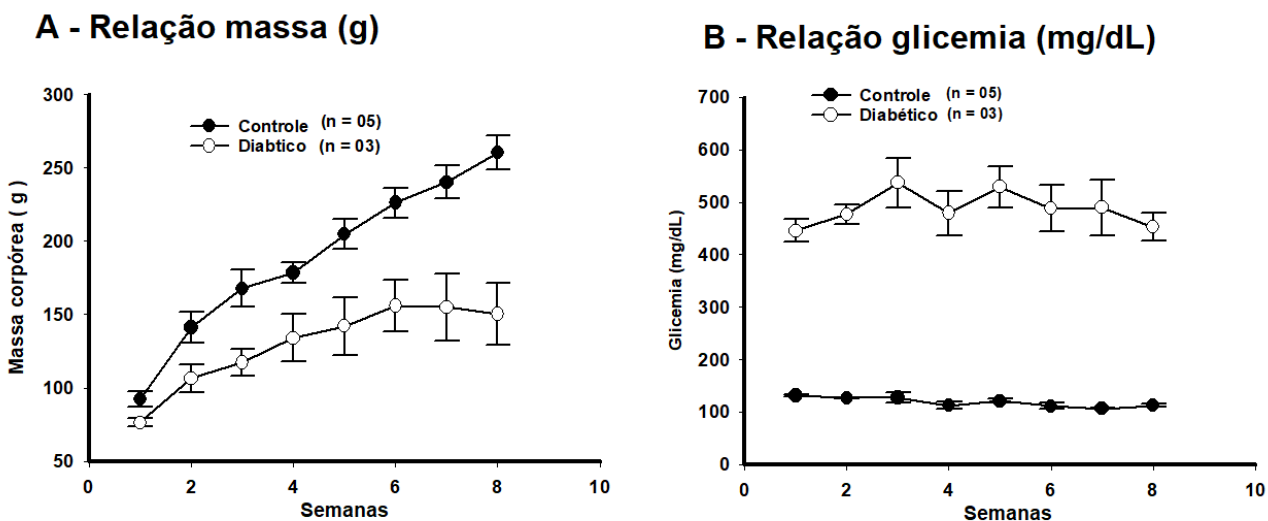 A - Relação massa (g)
300
250
200
150
100
50
Massa corpórea ( g )
Controle (n = 05)
Diabtico (n = 03)
0 2 4 6 8 10
Semanas
B - Relação glicemia (mg/dL)
700
600
500
400
300
200
100
0
Glicemia (mg/dL)
Controle (n = 05)
Diabético (n = 03)
0 2 4 6 8 10
Semanas